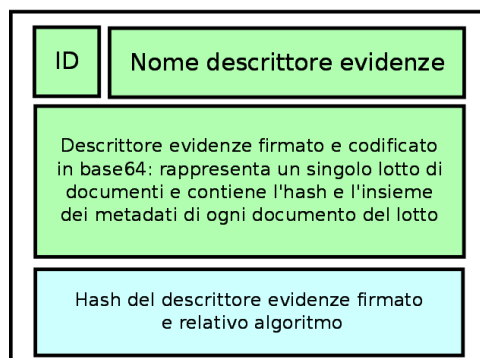 ID
Nome descrittore evidenze
Descrittore evidenze firmato e codificato
in base64: rappresenta un singolo lotto di
documenti e contiene l'hash e l'insieme
dei metadati di ogni documento del lotto
Hash del descrittore evidenze firmato
e relativo algoritmo